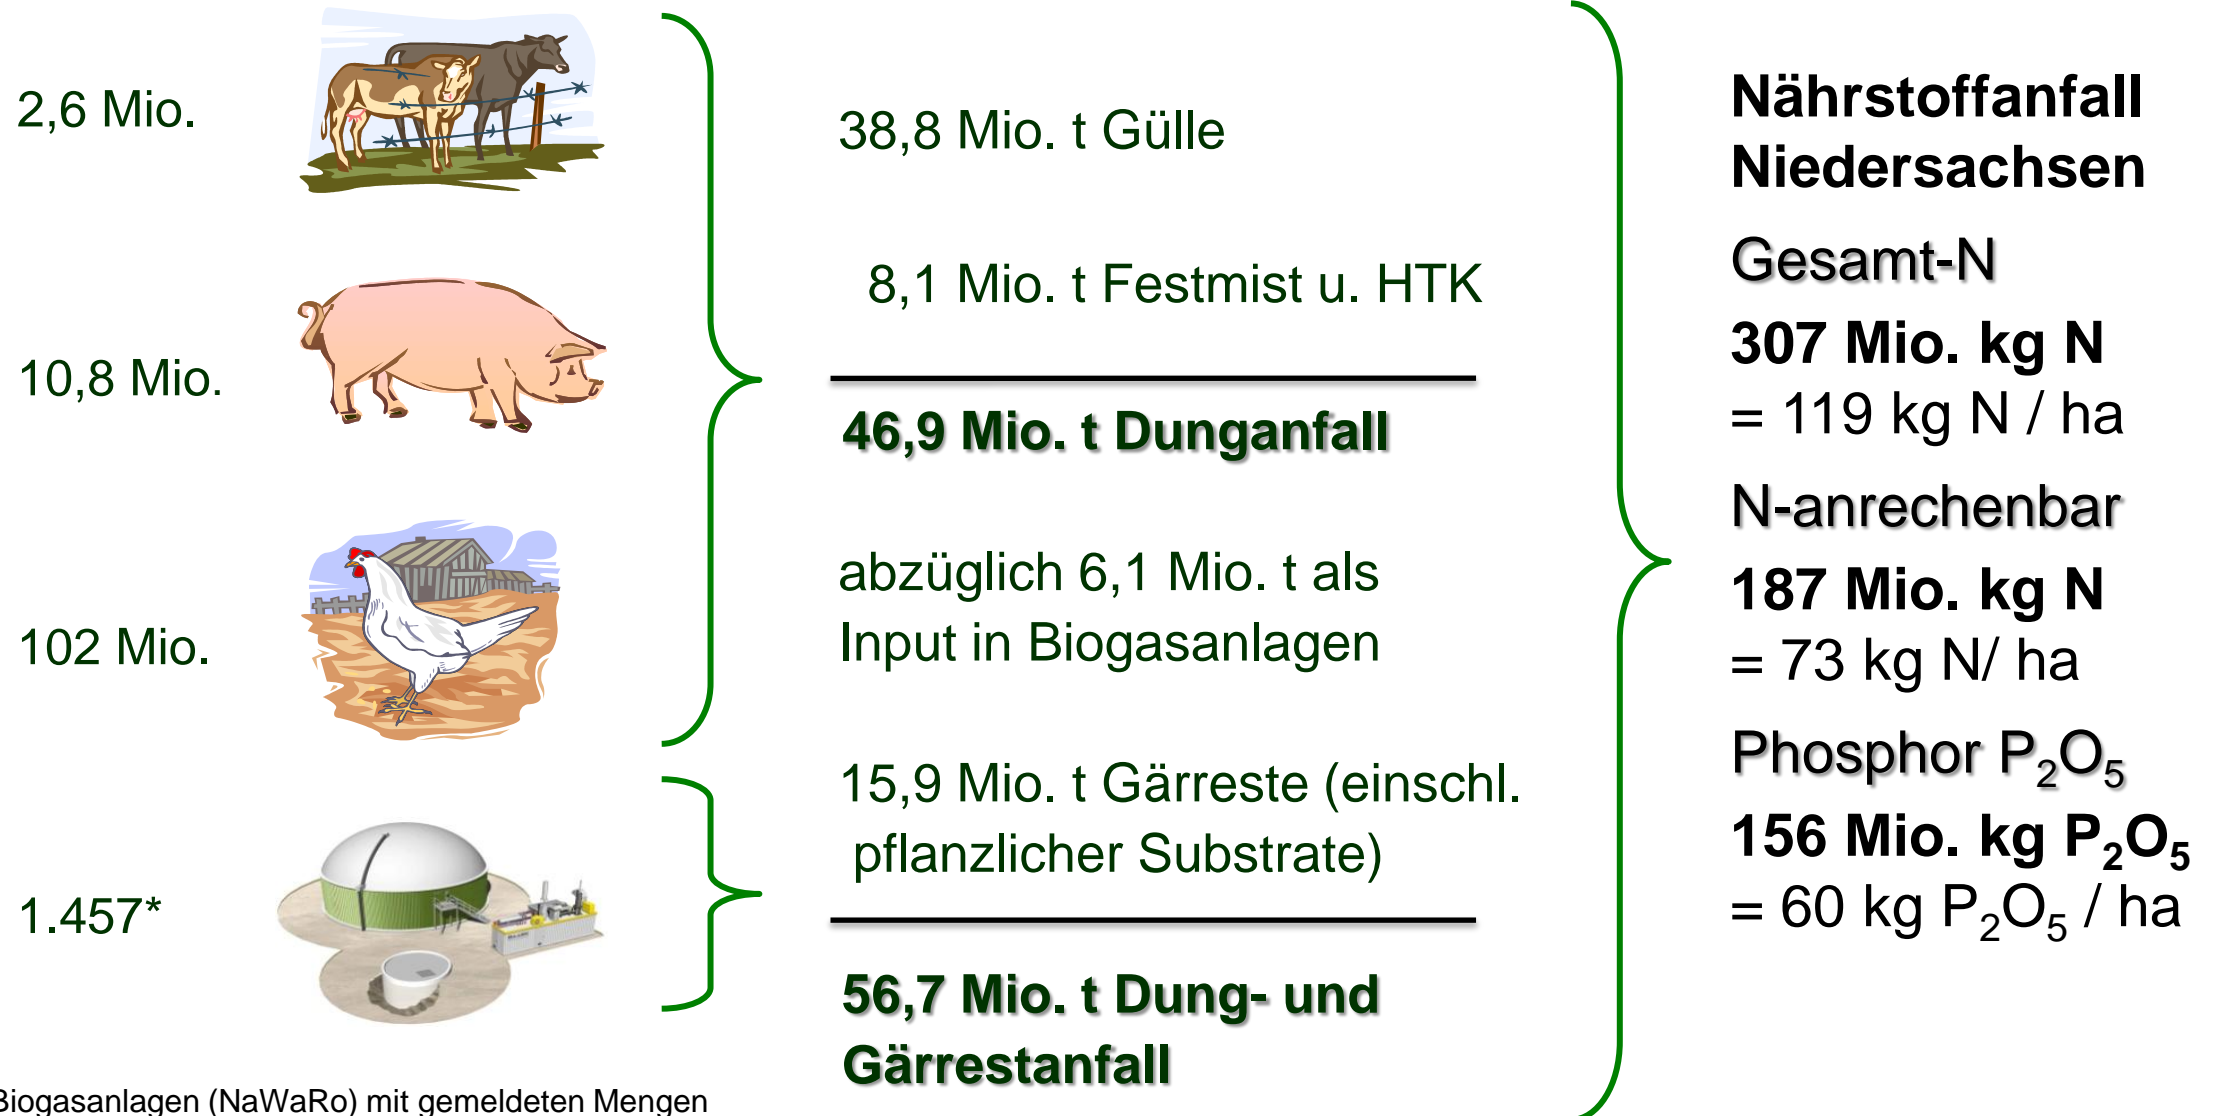 2,6 Mio.
10,8 Mio.
102 Mio.
1.457*
38,8 Mio. t Gülle
8,1 Mio. t Festmist u. HTK
46,9 Mio. t Dunganfall
abzüglich 6,1 Mio. t als
Input in Biogasanlagen
15,9 Mio. t Gärreste (einschl.
pflanzlicher Substrate)
56,7 Mio. t Dung- und
Gärrestanfall
Nährstoffanfall
Niedersachsen
Gesamt-N
307 Mio. kg N
= 119 kg N / ha
N-anrechenbar
187 Mio. kg N
= 73 kg N/ ha
Phosphor P₂O₅
156 Mio. kg P₂O₅
= 60 kg P₂O₅ / ha
Biogasanlagen (NaWaRo) mit gemeldeten Mengen